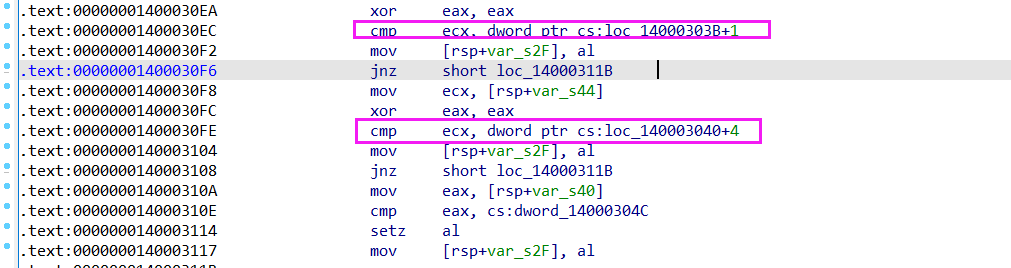 .text:00000001400030EA xor eax, eax
.text:00000001400030EC cmp ecx, dword ptr cs:loc_14000303B+1
.text:00000001400030F2 mov [rsp+var_s2F], al
.text:00000001400030F6 jnz short loc_14000311B
.text:00000001400030F8 mov ecx, [rsp+var_s44]
.text:00000001400030FC xor eax, eax
.text:00000001400030FE cmp ecx, dword ptr cs:loc_140003040+4
.text:0000000140003104 mov [rsp+var_s2F], al
.text:0000000140003108 jnz short loc_14000311B
.text:000000014000310A mov eax, [rsp+var_s40]
.text:000000014000310E cmp eax, cs:dword_14000304C
.text:0000000140003114 setz al
.text:0000000140003117 mov [rsp+var_s2F], al